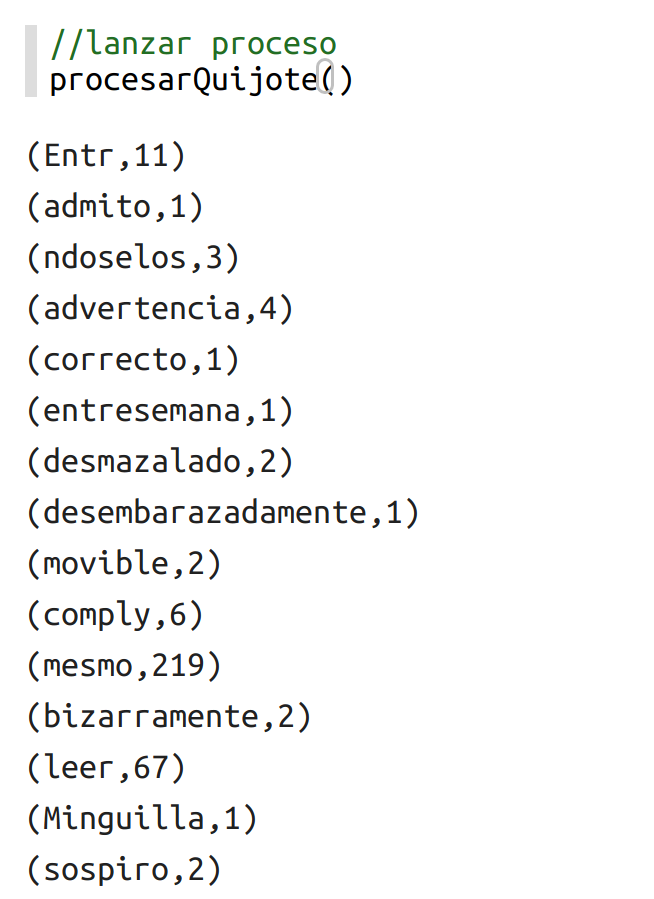 //lanzar proceso
procesarQuijote()
(Entr,11)
(admito,1)
(ndoselos,3)
(advertencia,4)
(correcto,1)
(entresemana,1)
(desmazalado,2)
(desembarazadamente,1)
(movible,2)
(comply,6)
(mesmo,219)
(bizarramente,2)
(leer,67)
(Minguilla,1)
(sospiro,2)